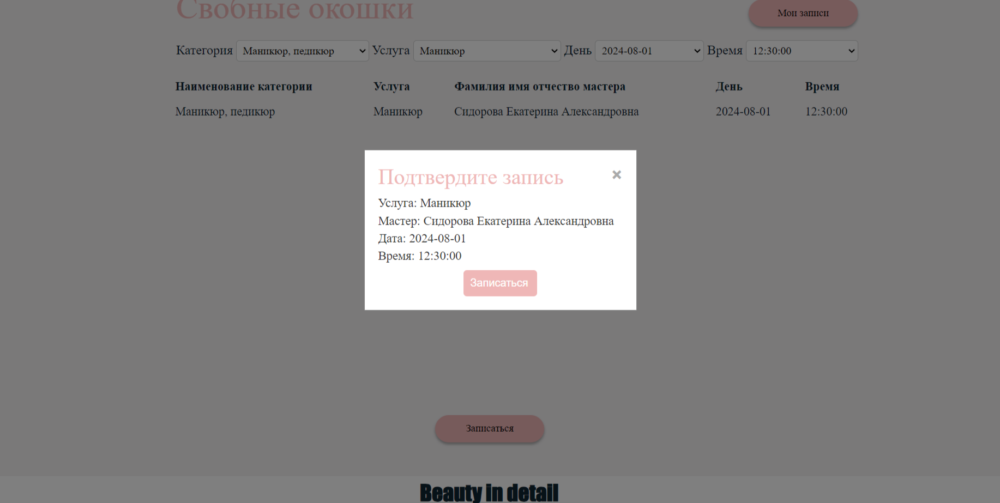 Свобные окошки
Мои записи
Категория Маникюр, педикюр Услуга Маникюр День 2024-08-01 Время 12:30:00
Наименование категории Услуга Фамилия имя отчество мастера День Время
Маникюр, педикюр Маникюр Сидорова Екатерина Александровна 2024-08-01 12:30:00
Подтвердите запись ×
Услуга: Маникюр
Мастер: Сидорова Екатерина Александровна
Дата: 2024-08-01
Время: 12:30:00
Записаться
Записаться
Beauty in detail